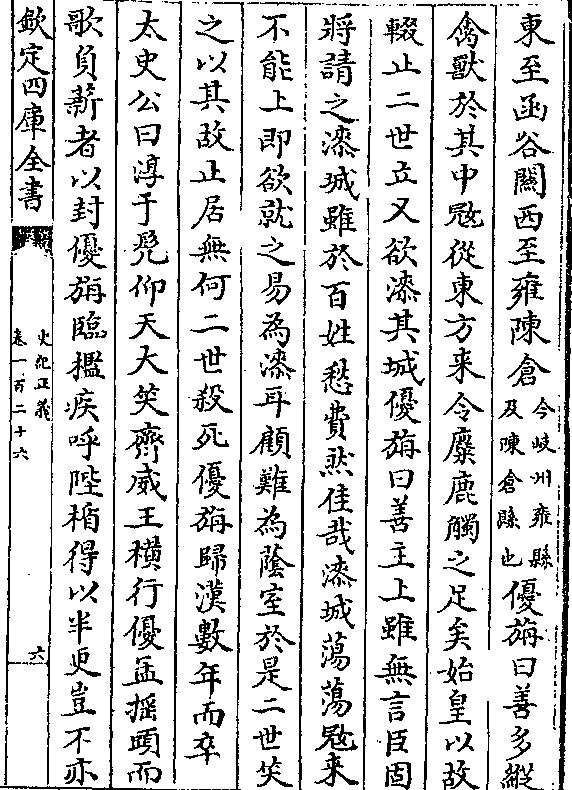 東至函谷關西至雍陳倉今岐州雍縣及陳倉縣也優旃曰善多縱
禽獸於其中寇從東方来令麋鹿觸之足矣始皇以故
輟止二世立又欲漆其城優旃曰善主上雖無言臣固
將請之漆城雖於百姓愁費然佳哉漆城蕩蕩寇来
不能上即欲就之易為漆耳顧難為蔭室於是二世笑
之以其故止居無何二世殺死優旃歸漢數年而卒
太史公曰淳于髠仰天大笑齊威王横行優孟揺頭而
歌負薪者以封優旃臨檻疾呼陛楯得以半更豈不亦
欽定四庫全書
史記正義
卷一百二十六
六